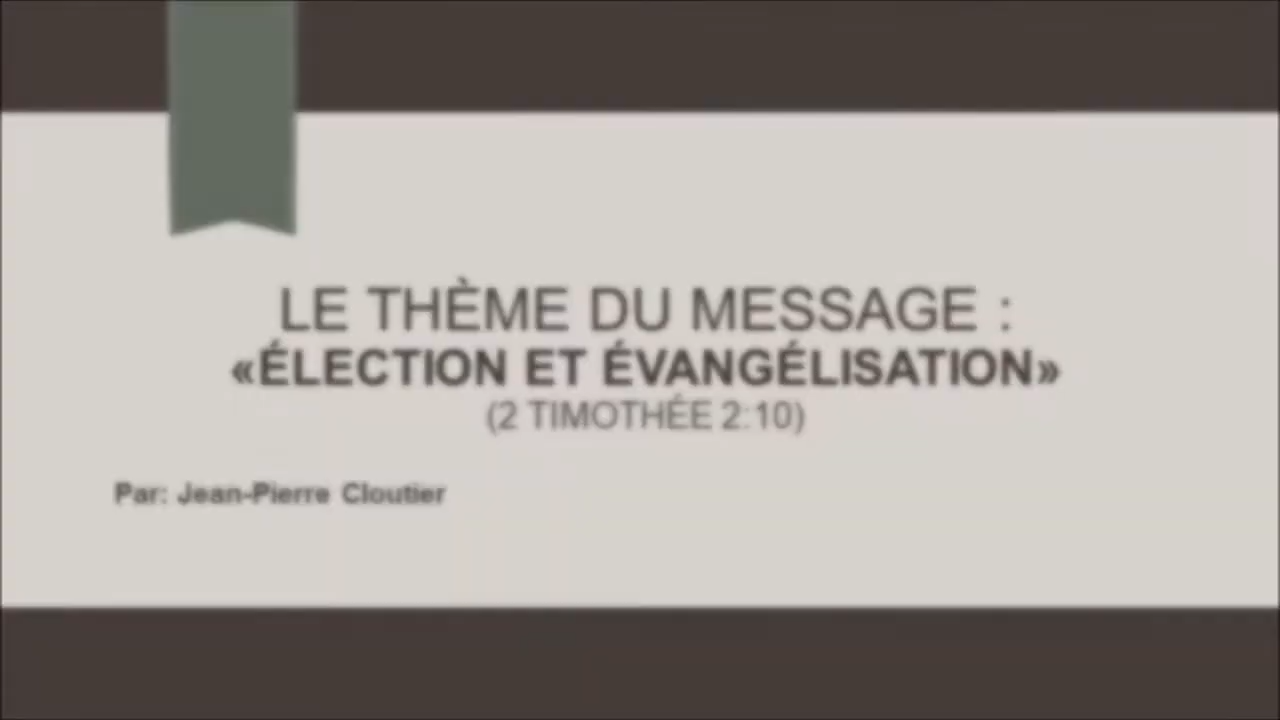 LE THÈME DU MESSAGE :
«ÉLECTION ET ÉVANGÉLISATION»
(2 TIMOTHÉE 2:10)
Par: Jean-Pierre Cloutier